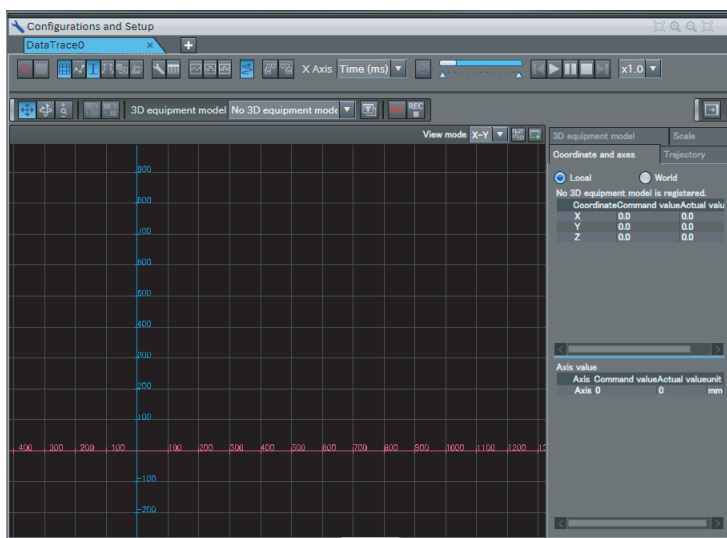 Configurations and Setup
DataTrace0 × +
X Axis Time (ms) x1.0
3D equipment model No 3D equipment mode REC
View mode X-Y
3D equipment model Scale
Coordinate and axes Trajectory
Local World
No 3D equipment model is registered.
Coordinate Command value Actual valu
X 0.0 0.0
Y 0.0 0.0
Z 0.0 0.0
Axis value
Axis Command value Actual value unit
Axis 0 0 mm
900
800
700
600
500
400
300
200
100
-400 -300 -200 -100 100 200 300 400 500 600 700 800 900 1000 1100 1200
-100
-200